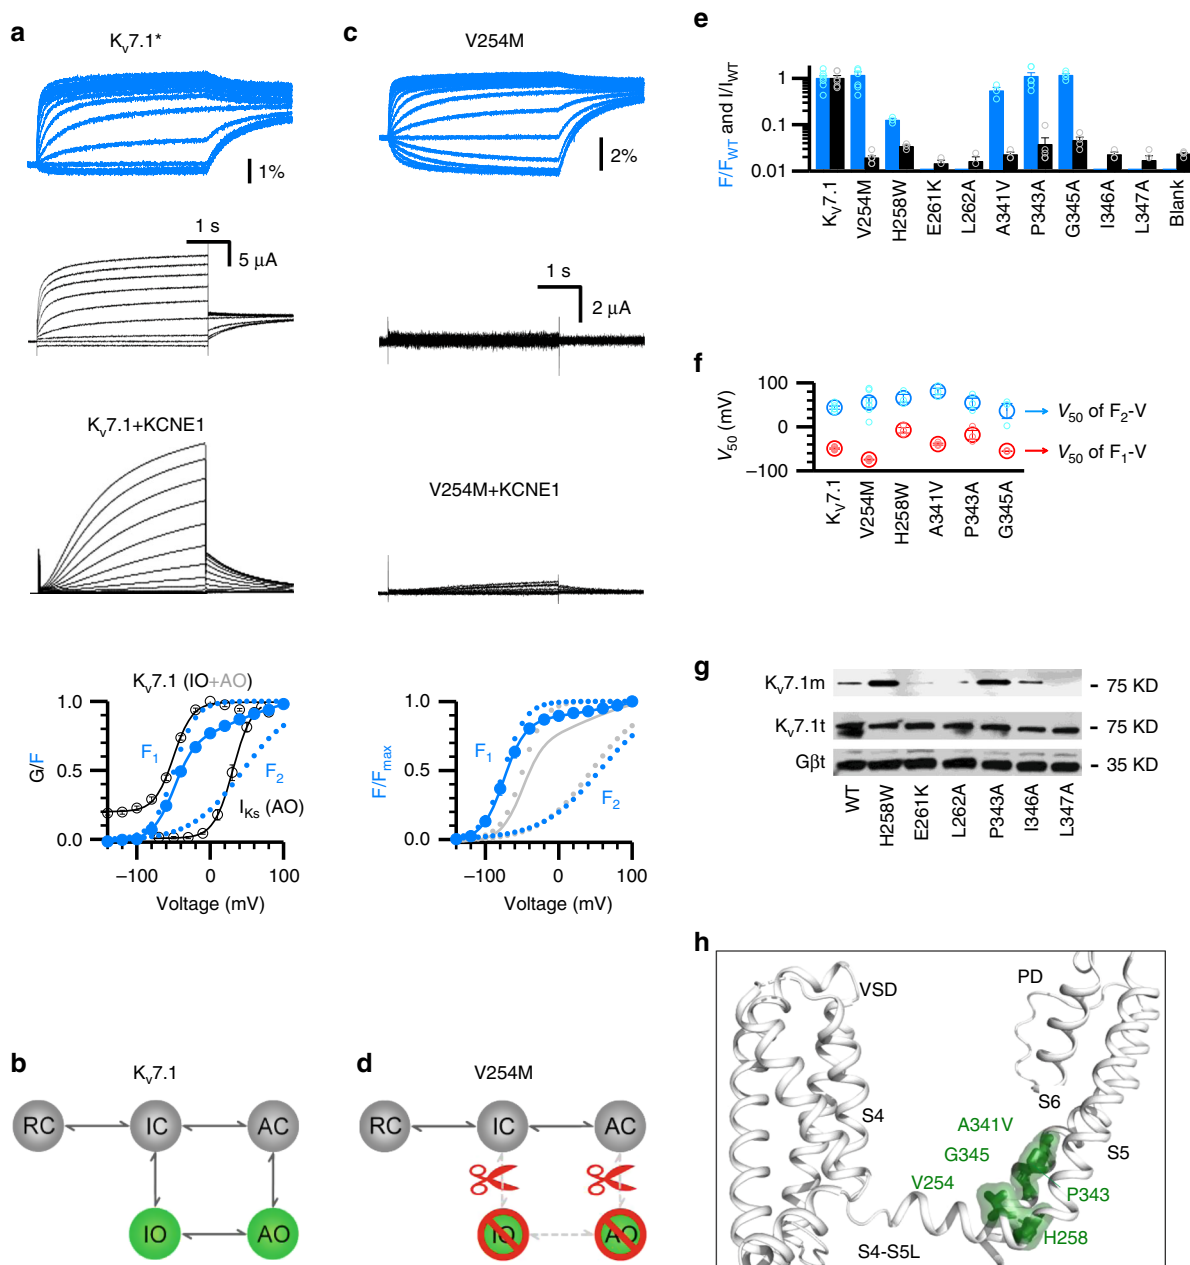 a
Kv7.1*
1%
1 s
5 µA
Kv7.1+KCNE1
Kv7.1 (IO+AO)
1.0
0.5
0.0
G/F
F1
F2
IKs (AO)
−100
0
100
Voltage (mV)
c
V254M
2%
1 s
2 µA
V254M+KCNE1
1.0
0.5
0.0
F/Fmax
F1
F2
−100
0
100
Voltage (mV)
b
Kv7.1
RC
IC
AC
IO
AO
d
V254M
RC
IC
AC
IO
AO
e
F/FWT and I/IWT
1
0.1
0.01
Kv7.1
V254M
H258W
E261K
L262A
A341V
P343A
G345A
I346A
L347A
Blank
f
V50 (mV)
100
0
−100
V50 of F2-V
V50 of F1-V
Kv7.1
V254M
H258W
A341V
P343A
G345A
g
Kv7.1m
- 75 KD
Kv7.1t
- 75 KD
Gβt
- 35 KD
WT
H258W
E261K
L262A
P343A
I346A
L347A
h
VSD
PD
S4
S6
S5
A341V
G345
V254
P343
H258
S4-S5L